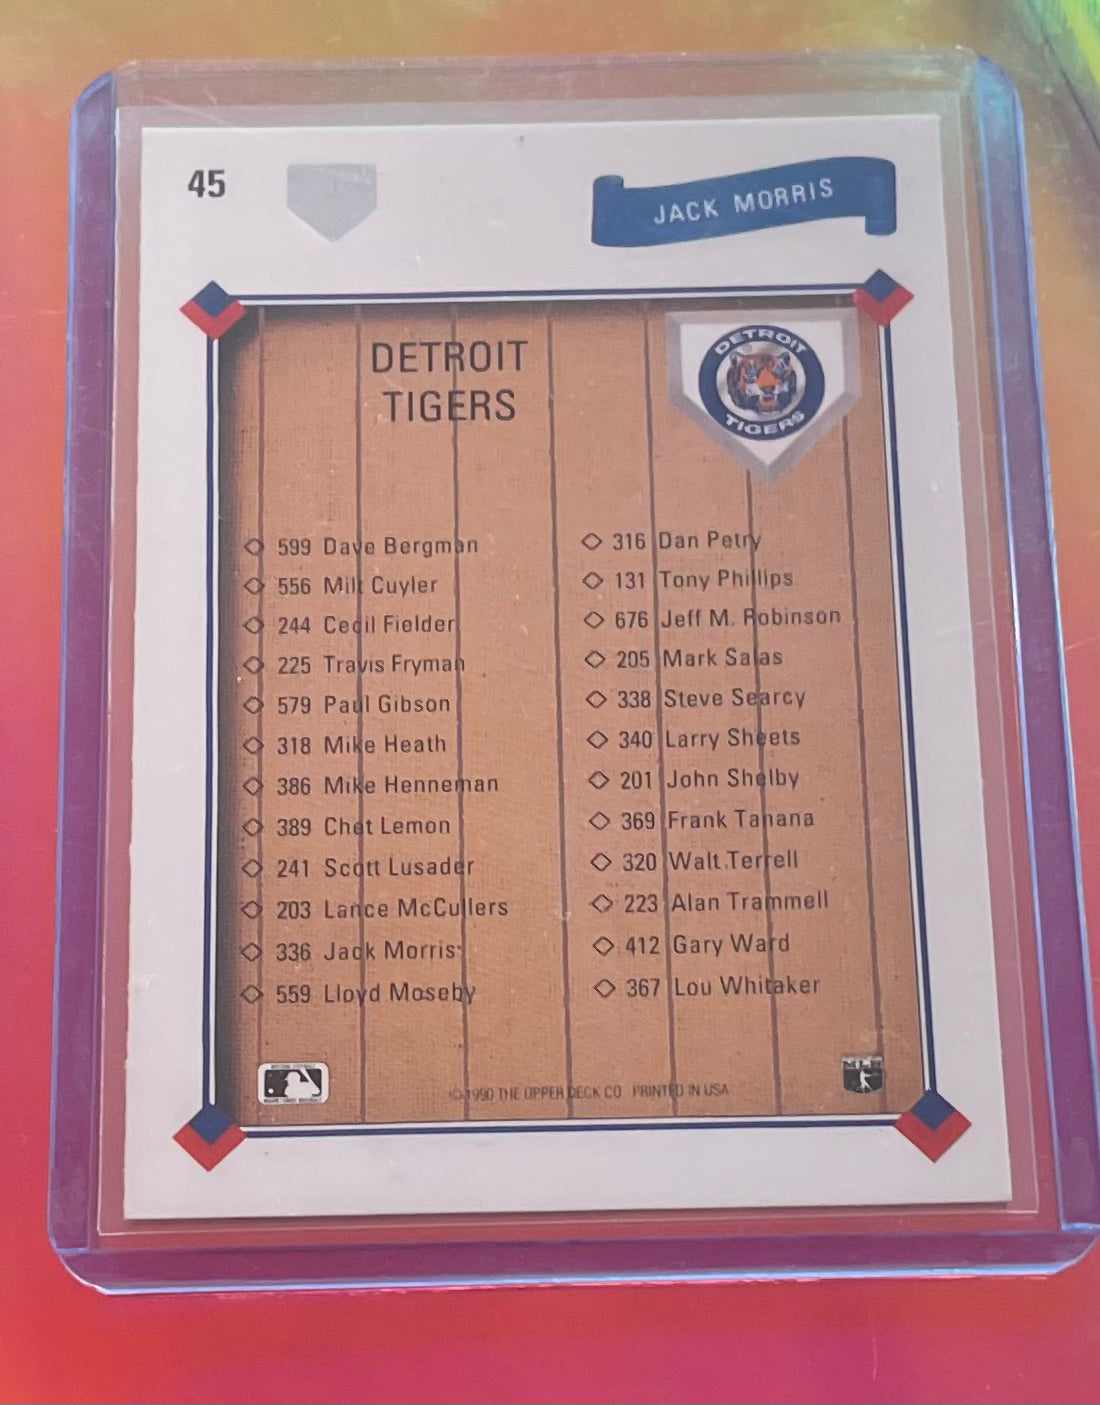 45
JACK MORRIS
DETROIT
TIGERS
DETROIT
TIGERS
599 Dave Bergman
556 Milt Cuyler
244 Cecil Fielder
225 Travis Fryman
579 Paul Gibson
318 Mike Heath
386 Mike Henneman
389 Chet Lemon
241 Scott Lusader
203 Lance McCullers
336 Jack Morris
559 Lloyd Moseby
316 Dan Petry
131 Tony Phillips
676 Jeff M. Robinson
205 Mark Salas
338 Steve Searcy
340 Larry Sheets
201 John Shelby
369 Frank Tanana
320 Walt Terrell
223 Alan Trammell
412 Gary Ward
367 Lou Whitaker
© 1990 THE UPPER DECK CO. PRINTED IN USA